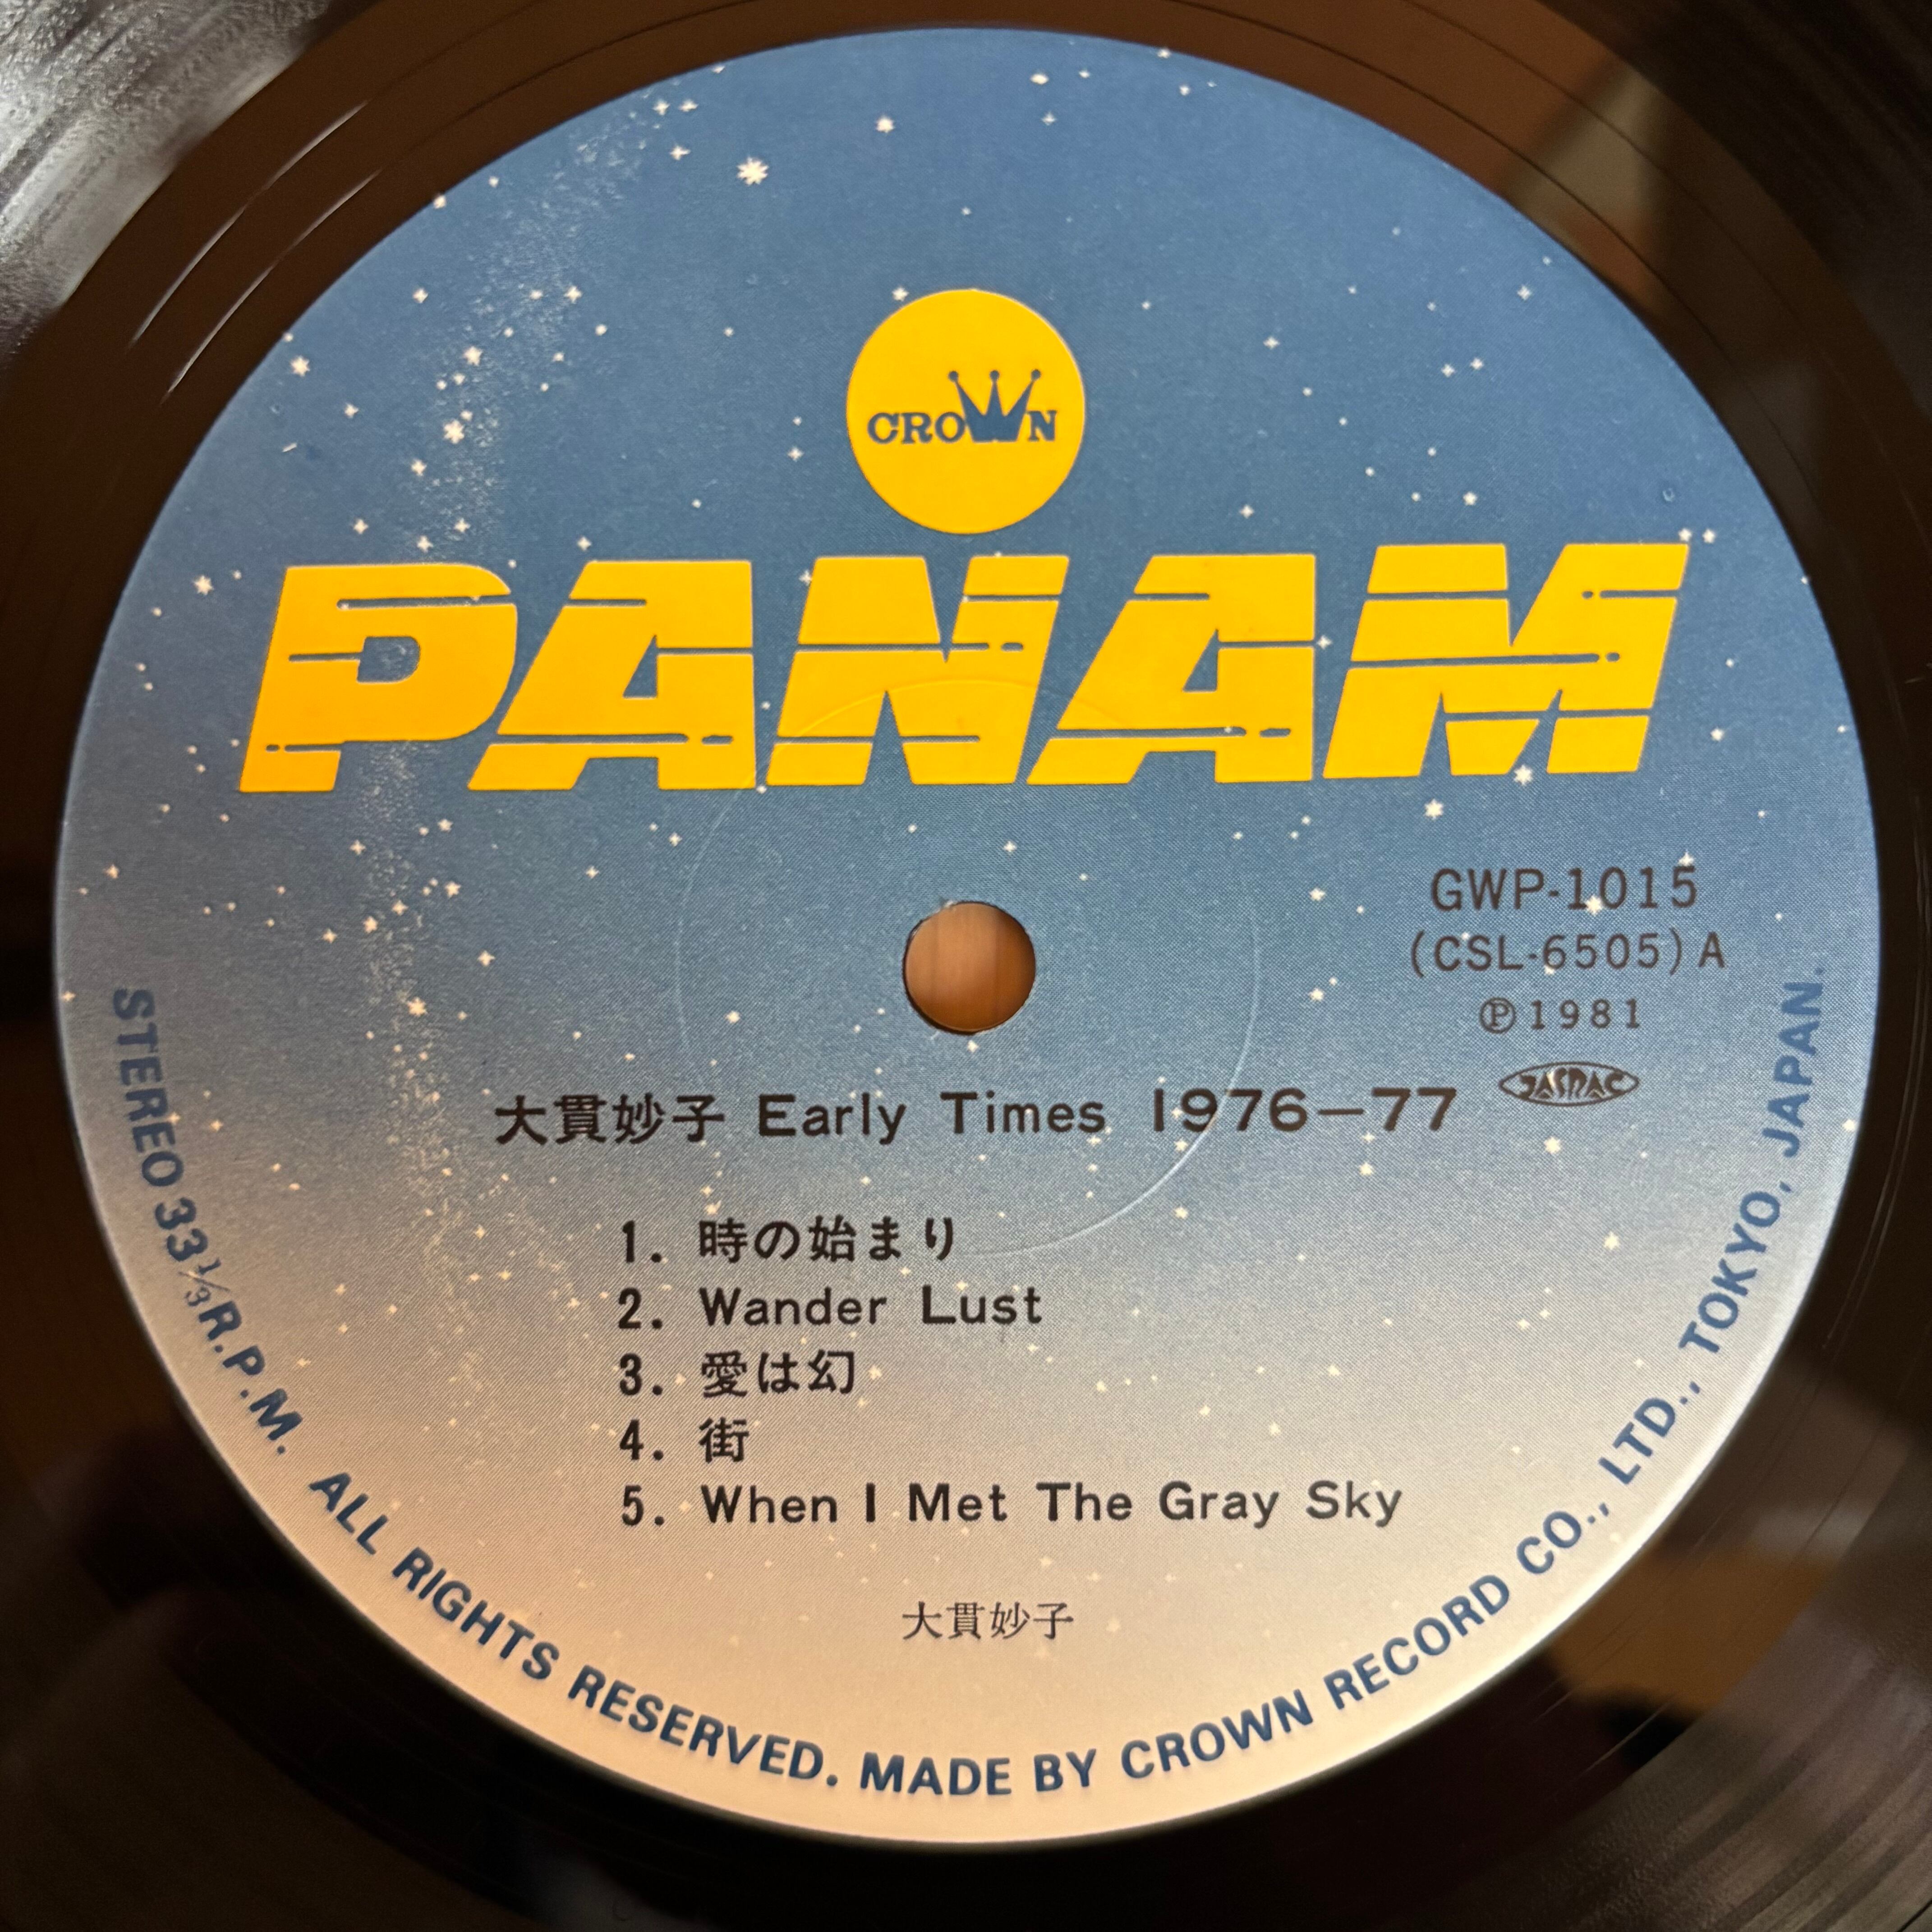 CROWN
PANAM
GWP-1015
(CSL-6505) A
Ⓟ1981
JASRAC
大貫妙子 Early Times 1976-77
1. 時の始まり
2. Wander Lust
3. 愛は幻
4. 街
5. When I Met The Gray Sky
大貫妙子
STEREO 33⅓ R.P.M. ALL RIGHTS RESERVED. MADE BY CROWN RECORD CO., LTD., TOKYO, JAPAN.